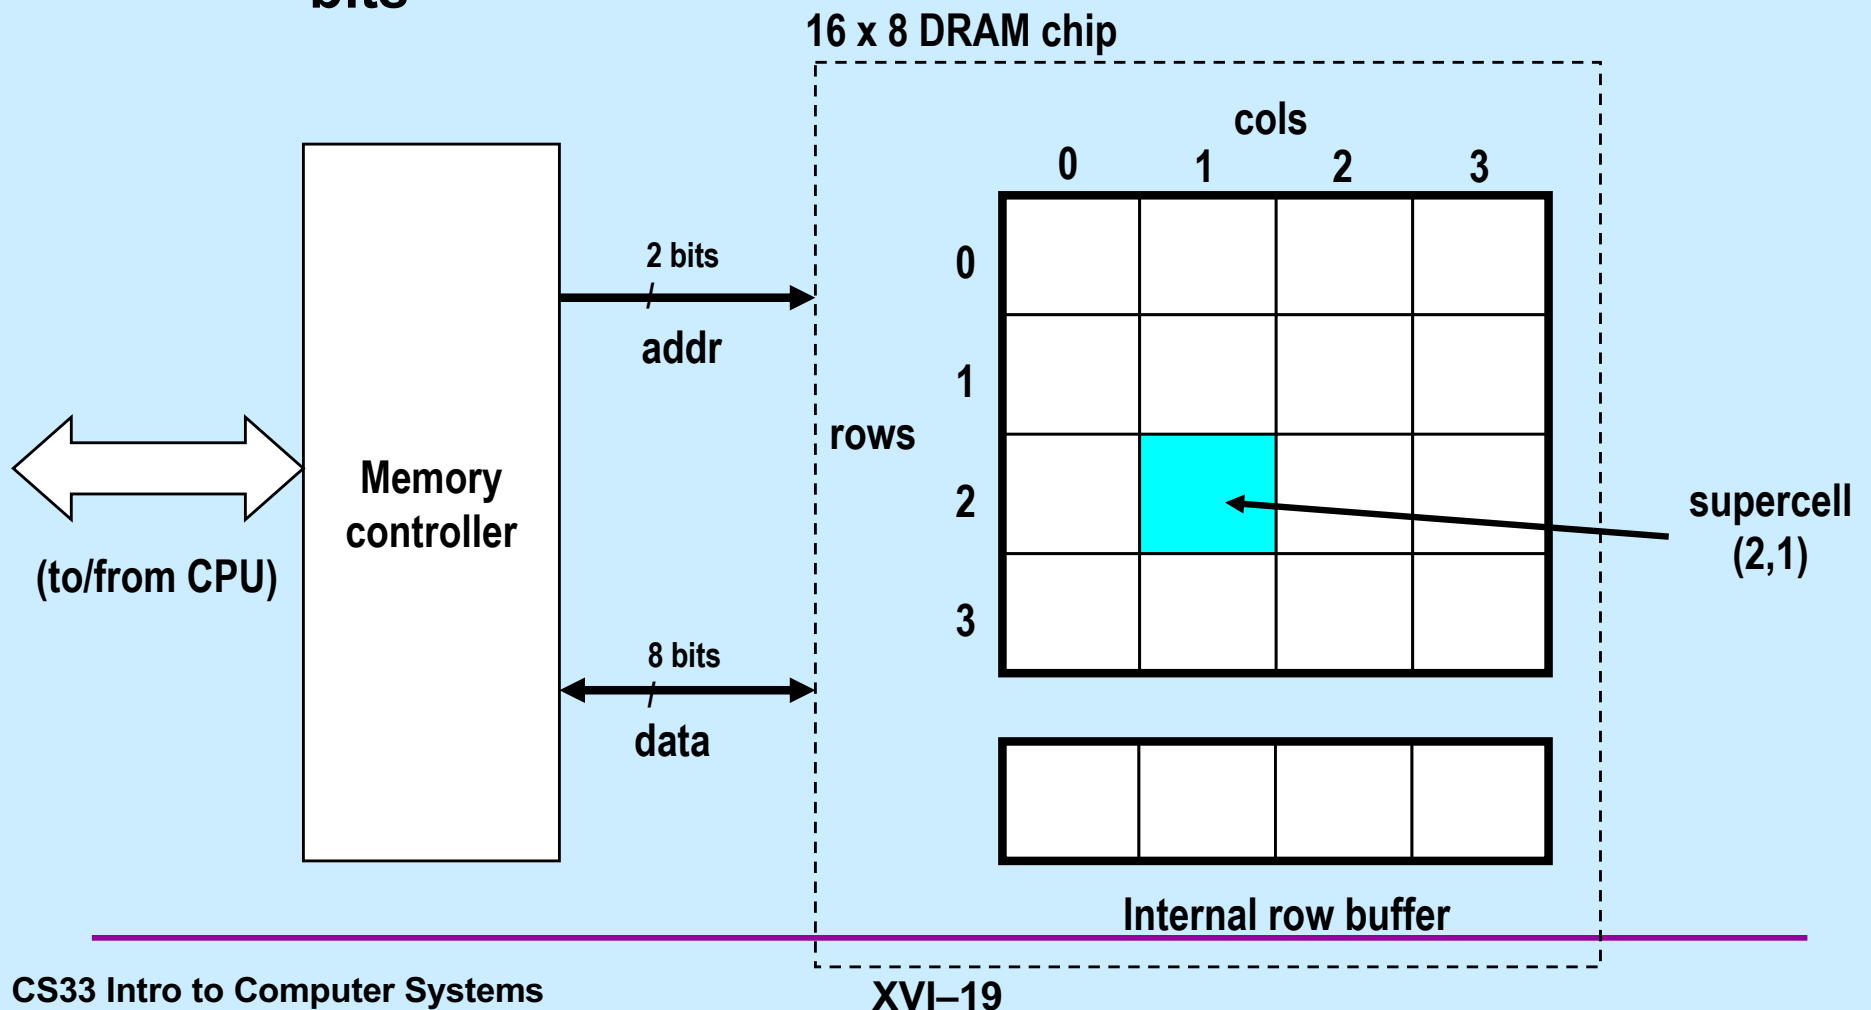 bits
16 x 8 DRAM chip
cols
0 1 2 3
2 bits
0
addr
1
rows
Memory
controller
2
supercell
(2,1)
(to/from CPU)
3
8 bits
data
Internal row buffer
CS33 Intro to Computer Systems
XVI–19